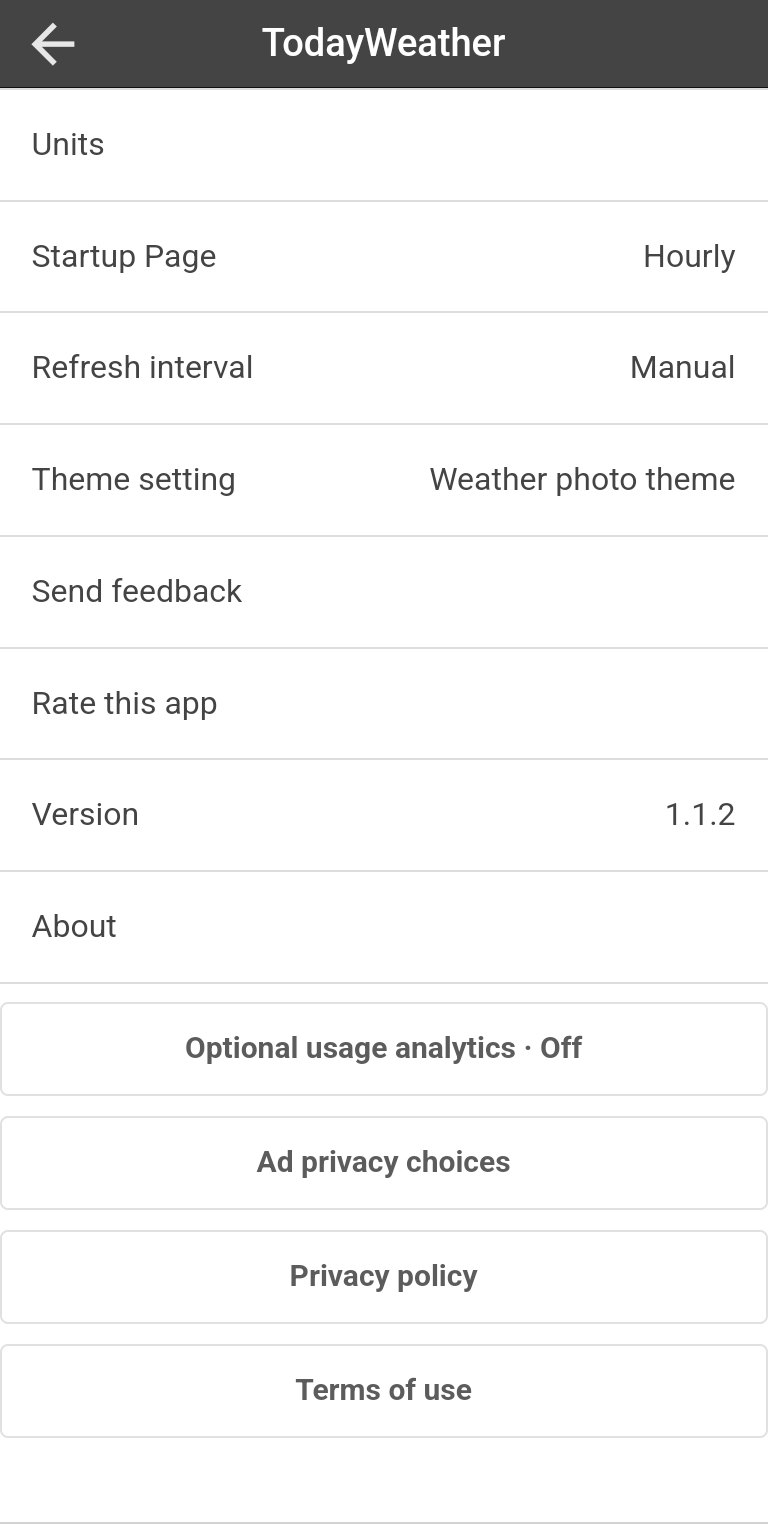 TodayWeather
Units
Startup Page Hourly
Refresh interval Manual
Theme setting Weather photo theme
Send feedback
Rate this app
Version 1.1.2
About
Optional usage analytics · Off
Ad privacy choices
Privacy policy
Terms of use